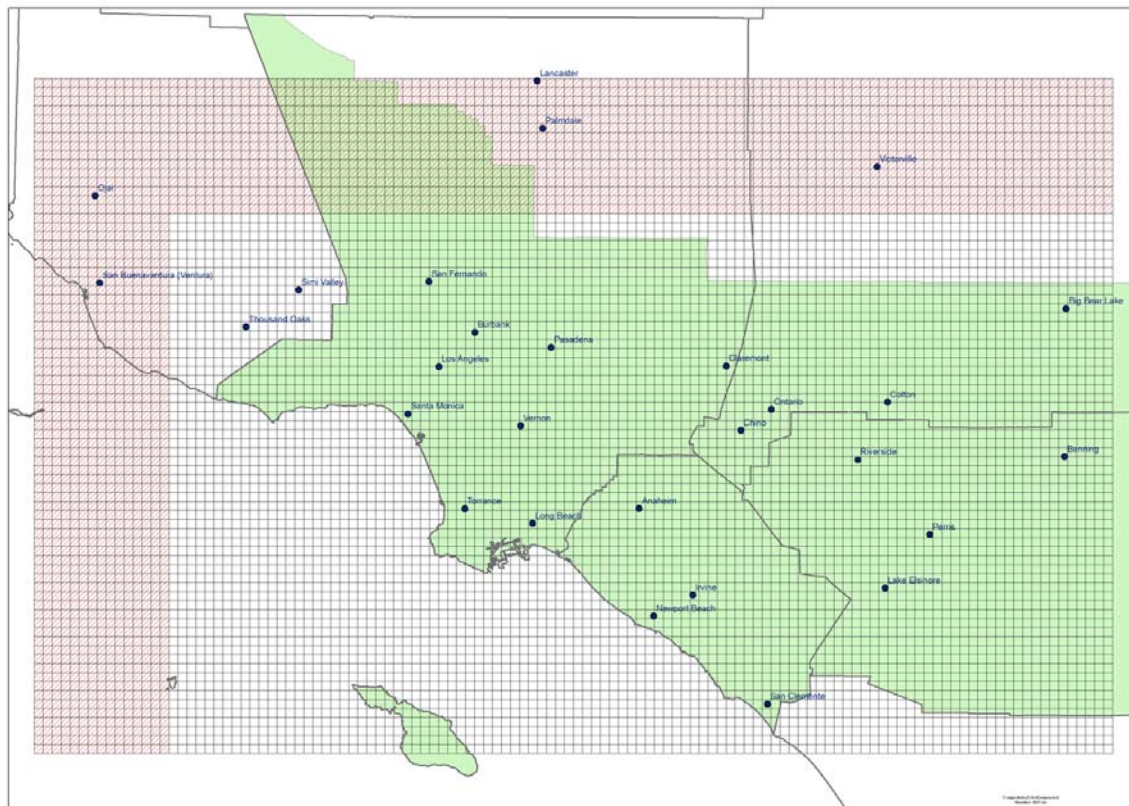 Lancaster
Palmdale
Victorville
Ojai
San Buenaventura (Ventura)
Simi Valley
San Fernando
Big Bear Lake
Thousand Oaks
Burbank
Pasadena
Los Angeles
Claremont
Santa Monica
Ontario
Colton
Vernon
Chino
Riverside
Banning
Torrance
Anaheim
Long Beach
Perris
Lake Elsinore
Irvine
Newport Beach
San Clemente